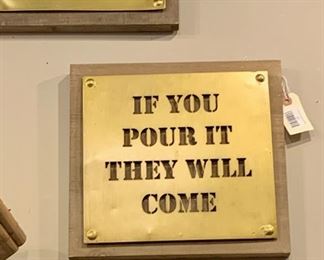 IF YOU
POUR IT
THEY WILL
COME